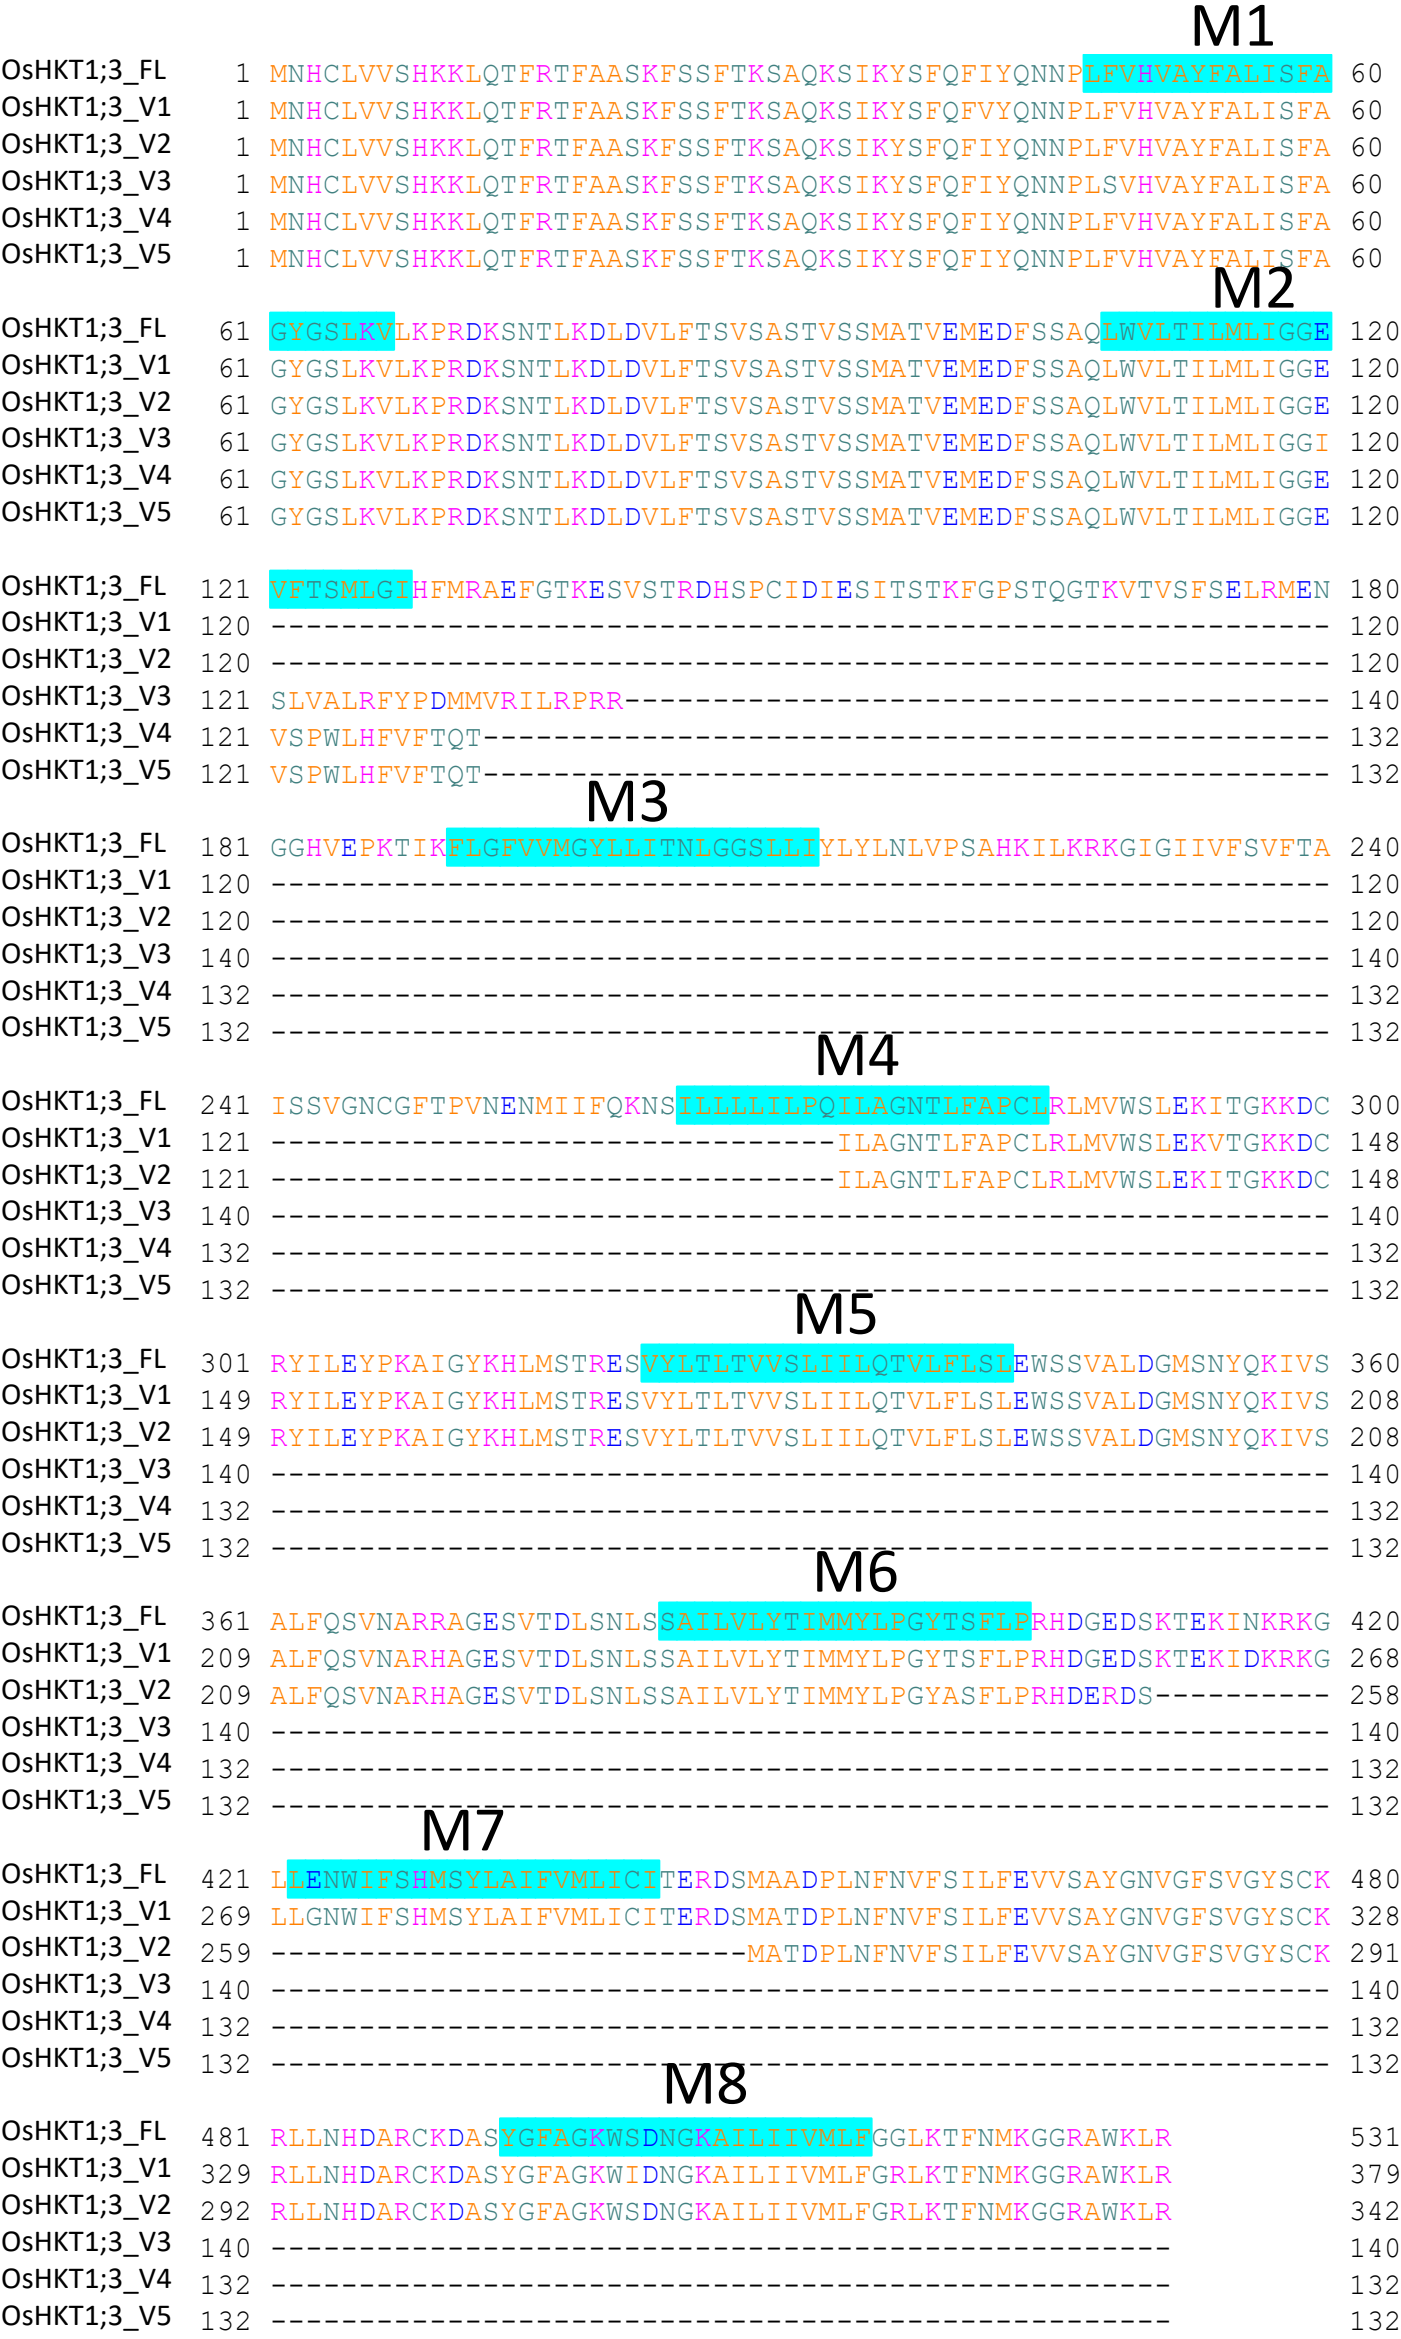 M1
OsHKT1;3_FL 1 MNHCLVVSHKKLQTFRTFAASKFSSFTKSAQKSIKYSFQFIYQNNPLFVHVAYFALISFA 60
OsHKT1;3_V1 1 MNHCLVVSHKKLQTFRTFAASKFSSFTKSAQKSIKYSFQFVYQNNPLFVHVAYFALISFA 60
OsHKT1;3_V2 1 MNHCLVVSHKKLQTFRTFAASKFSSFTKSAQKSIKYSFQFIYQNNPLFVHVAYFALISFA 60
OsHKT1;3_V3 1 MNHCLVVSHKKLQTFRTFAASKFSSFTKSAQKSIKYSFQFIYQNNPLSVHVAYFALISFA 60
OsHKT1;3_V4 1 MNHCLVVSHKKLQTFRTFAASKFSSFTKSAQKSIKYSFQFIYQNNPLFVHVAYFALISFA 60
OsHKT1;3_V5 1 MNHCLVVSHKKLQTFRTFAASKFSSFTKSAQKSIKYSFQFIYQNNPLFVHVAYFALISFA 60
M2
OsHKT1;3_FL 61 GYGSLKVLKPRDKSNTLKDLDVLFTSVSASTVSSMATVEMEDFSSAQLWVLTILMLIGGE 120
OsHKT1;3_V1 61 GYGSLKVLKPRDKSNTLKDLDVLFTSVSASTVSSMATVEMEDFSSAQLWVLTILMLIGGE 120
OsHKT1;3_V2 61 GYGSLKVLKPRDKSNTLKDLDVLFTSVSASTVSSMATVEMEDFSSAQLWVLTILMLIGGE 120
OsHKT1;3_V3 61 GYGSLKVLKPRDKSNTLKDLDVLFTSVSASTVSSMATVEMEDFSSAQLWVLTILMLIGGI 120
OsHKT1;3_V4 61 GYGSLKVLKPRDKSNTLKDLDVLFTSVSASTVSSMATVEMEDFSSAQLWVLTILMLIGGE 120
OsHKT1;3_V5 61 GYGSLKVLKPRDKSNTLKDLDVLFTSVSASTVSSMATVEMEDFSSAQLWVLTILMLIGGE 120
OsHKT1;3_FL 121 VFTSMLGIHFMRAEFGTKESVSTRDHSPCIDIESITSTKFGPSTQGTKVTVSFSELRMEN 180
OsHKT1;3_V1 120 ------------------------------------------------------------ 120
OsHKT1;3_V2 120 ------------------------------------------------------------ 120
OsHKT1;3_V3 121 SLVALRFYPDMMVRILRPRR---------------------------------------- 140
OsHKT1;3_V4 121 VSPWLHFVFTQT------------------------------------------------ 132
OsHKT1;3_V5 121 VSPWLHFVFTQT------------------------------------------------ 132
M3
OsHKT1;3_FL 181 GGHVEPKTIKFLGFVVMGYLLITNLGGSLLIYLYLNLVPSAHKILKRKGIGIIVFSVFTA 240
OsHKT1;3_V1 120 ------------------------------------------------------------ 120
OsHKT1;3_V2 120 ------------------------------------------------------------ 120
OsHKT1;3_V3 140 ------------------------------------------------------------ 140
OsHKT1;3_V4 132 ------------------------------------------------------------ 132
OsHKT1;3_V5 132 ------------------------------------------------------------ 132
M4
OsHKT1;3_FL 241 ISSVGNCGFTPVNENMIIFQKNSILLLLILPQILAGNTLFAPCLRLMVWSLEKITGKKDC 300
OsHKT1;3_V1 121 --------------------------------ILAGNTLFAPCLRLMVWSLEKVTGKKDC 148
OsHKT1;3_V2 121 --------------------------------ILAGNTLFAPCLRLMVWSLEKITGKKDC 148
OsHKT1;3_V3 140 ------------------------------------------------------------ 140
OsHKT1;3_V4 132 ------------------------------------------------------------ 132
OsHKT1;3_V5 132 ------------------------------------------------------------ 132
M5
OsHKT1;3_FL 301 RYILEYPKAIGYKHLMSTRESVYLTLTVVSLIILQTVLFLSLEWSSVALDGMSNYQKIVS 360
OsHKT1;3_V1 149 RYILEYPKAIGYKHLMSTRESVYLTLTVVSLIILQTVLFLSLEWSSVALDGMSNYQKIVS 208
OsHKT1;3_V2 149 RYILEYPKAIGYKHLMSTRESVYLTLTVVSLIILQTVLFLSLEWSSVALDGMSNYQKIVS 208
OsHKT1;3_V3 140 ------------------------------------------------------------ 140
OsHKT1;3_V4 132 ------------------------------------------------------------ 132
OsHKT1;3_V5 132 ------------------------------------------------------------ 132
M6
OsHKT1;3_FL 361 ALFQSVNARRAGESVTDLSNLSSAILVLYTIMMYLPGYTSFLPRHDGEDSKTEKINKRKG 420
OsHKT1;3_V1 209 ALFQSVNARHAGESVTDLSNLSSAILVLYTIMMYLPGYTSFLPRHDGEDSKTEKIDKRKG 268
OsHKT1;3_V2 209 ALFQSVNARHAGESVTDLSNLSSAILVLYTIMMYLPGYASFLPRHDERDS---------- 258
OsHKT1;3_V3 140 ------------------------------------------------------------ 140
OsHKT1;3_V4 132 ------------------------------------------------------------ 132
OsHKT1;3_V5 132 ------------------------------------------------------------ 132
M7
OsHKT1;3_FL 421 LLENWIFSHMSYLAIFVMLICITERDSMAADPLNFNVFSILFEVVSAYGNVGFSVGYSCK 480
OsHKT1;3_V1 269 LLGNWIFSHMSYLAIFVMLICITERDSMATDPLNFNVFSILFEVVSAYGNVGFSVGYSCK 328
OsHKT1;3_V2 259 ---------------------------MATDPLNFNVFSILFEVVSAYGNVGFSVGYSCK 291
OsHKT1;3_V3 140 ------------------------------------------------------------ 140
OsHKT1;3_V4 132 ------------------------------------------------------------ 132
OsHKT1;3_V5 132 ------------------------------------------------------------ 132
M8
OsHKT1;3_FL 481 RLLNHDARCKDASYGFAGKWSDNGKAILIIVMLFGGLKTFNMKGGRAWKLR 531
OsHKT1;3_V1 329 RLLNHDARCKDASYGFAGKWIDNGKAILIIVMLFGRLKTFNMKGGRAWKLR 379
OsHKT1;3_V2 292 RLLNHDARCKDASYGFAGKWSDNGKAILIIVMLFGRLKTFNMKGGRAWKLR 342
OsHKT1;3_V3 140 --------------------------------------------------- 140
OsHKT1;3_V4 132 --------------------------------------------------- 132
OsHKT1;3_V5 132 --------------------------------------------------- 132